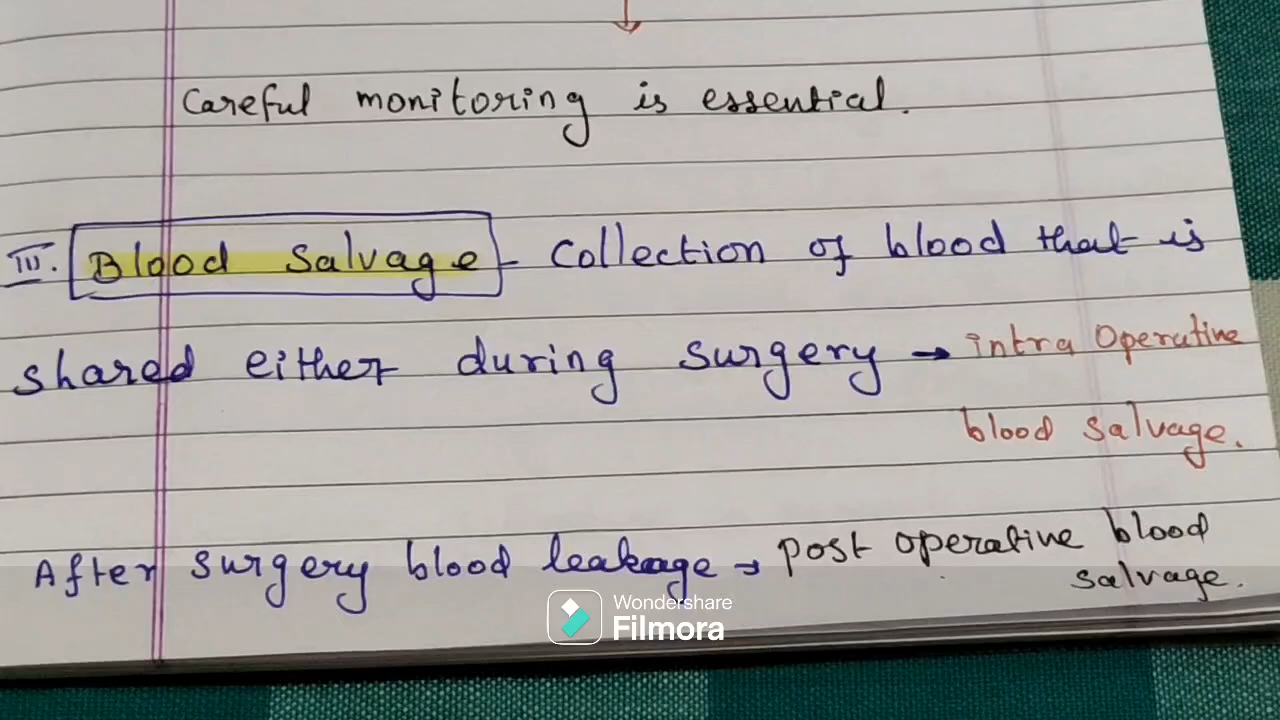 Careful monitoring is essential.
III. Blood Salvage - Collection of blood that is
shared either during surgery → intra Operative
blood salvage.
After surgery blood leakage → post operative blood
salvage.
Wondershare
Filmora